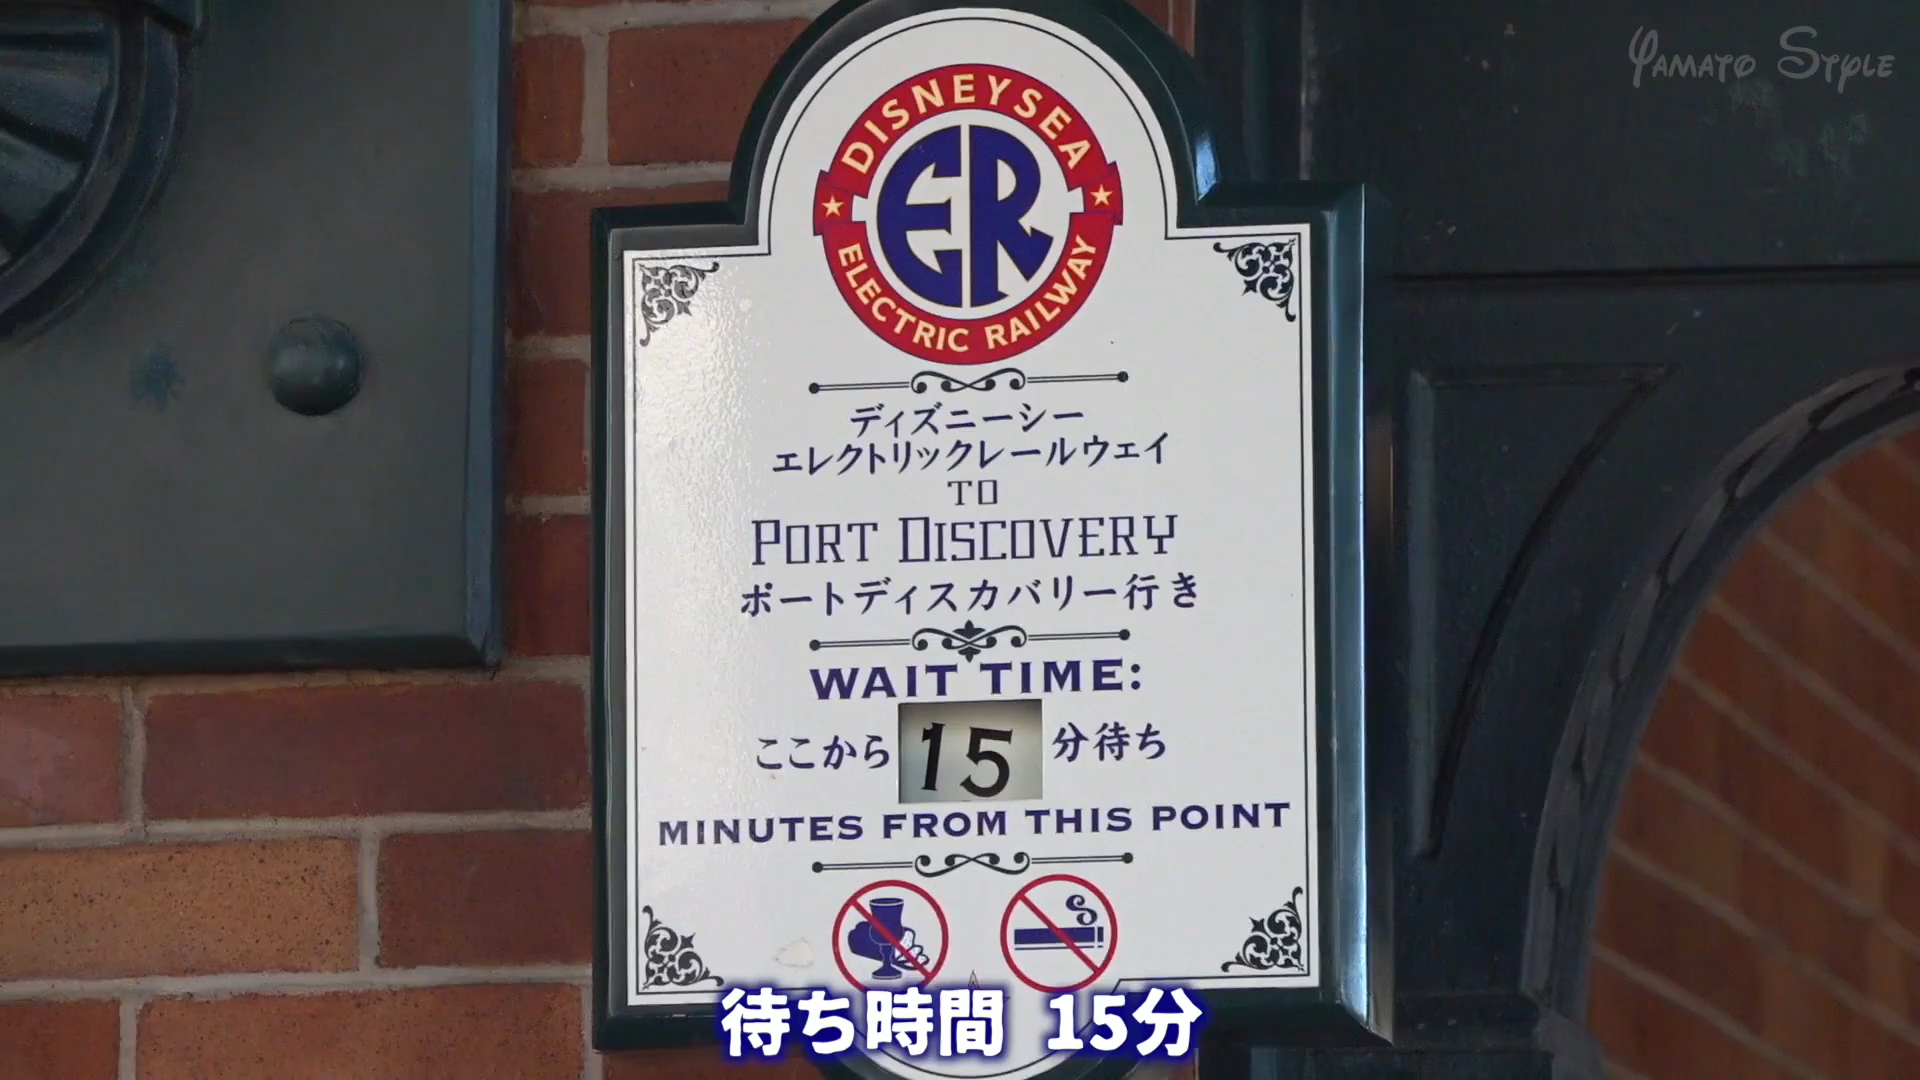 YAMATO STYLE
DISNEYSEA
ER
ELECTRIC RAILWAY
ディズニーシー
エレクトリックレールウェイ
TO
PORT DISCOVERY
ポートディスカバリー行き
WAIT TIME:
ここから 15 分待ち
MINUTES FROM THIS POINT
待ち時間 15分